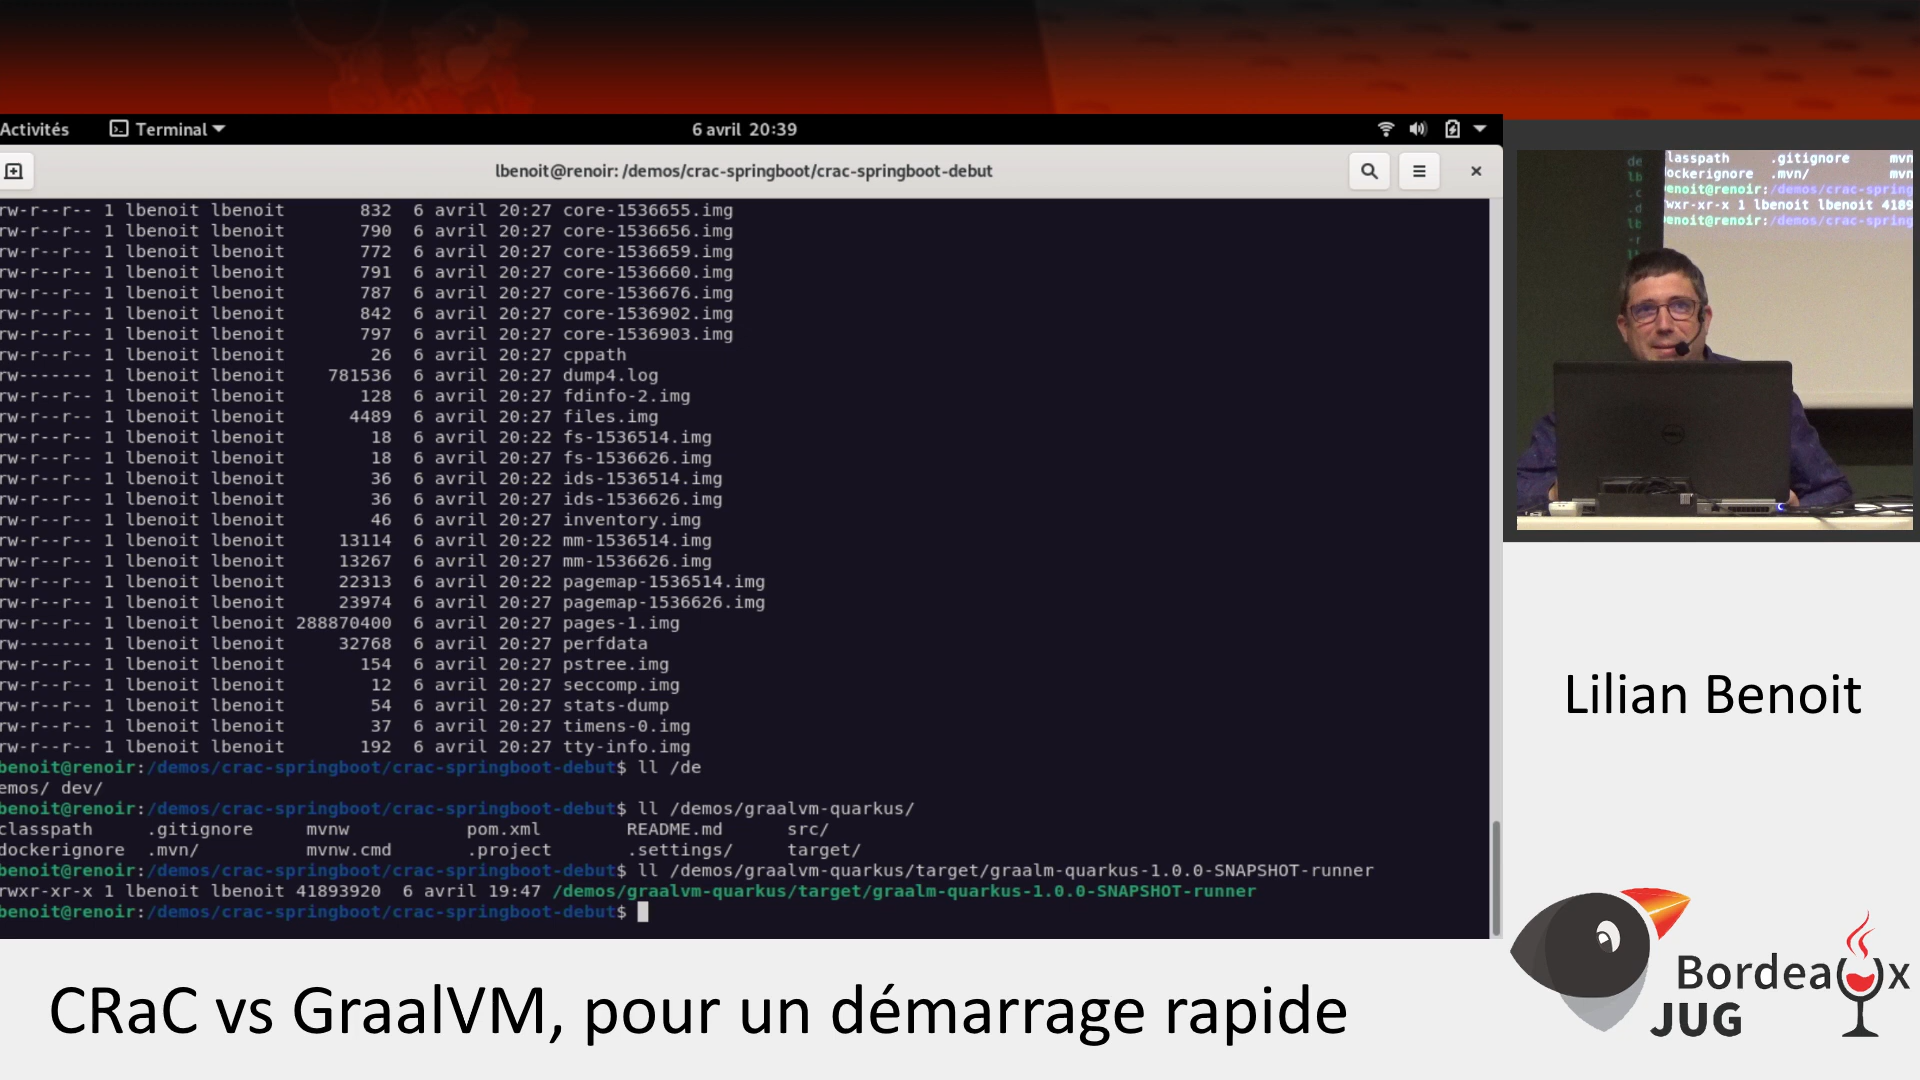 Activités Terminal 6 avril 20:39
lbenoit@renoir: /demos/crac-springboot/crac-springboot-debut
rw-r--r-- 1 lbenoit lbenoit 832 6 avril 20:27 core-1536655.img
rw-r--r-- 1 lbenoit lbenoit 790 6 avril 20:27 core-1536656.img
rw-r--r-- 1 lbenoit lbenoit 772 6 avril 20:27 core-1536659.img
rw-r--r-- 1 lbenoit lbenoit 791 6 avril 20:27 core-1536660.img
rw-r--r-- 1 lbenoit lbenoit 787 6 avril 20:27 core-1536676.img
rw-r--r-- 1 lbenoit lbenoit 842 6 avril 20:27 core-1536902.img
rw-r--r-- 1 lbenoit lbenoit 797 6 avril 20:27 core-1536903.img
rw-r--r-- 1 lbenoit lbenoit 26 6 avril 20:27 cppath
rw------- 1 lbenoit lbenoit 781536 6 avril 20:27 dump4.log
rw-r--r-- 1 lbenoit lbenoit 128 6 avril 20:27 fdinfo-2.img
rw-r--r-- 1 lbenoit lbenoit 4489 6 avril 20:27 files.img
rw-r--r-- 1 lbenoit lbenoit 18 6 avril 20:22 fs-1536514.img
rw-r--r-- 1 lbenoit lbenoit 18 6 avril 20:27 fs-1536626.img
rw-r--r-- 1 lbenoit lbenoit 36 6 avril 20:22 ids-1536514.img
rw-r--r-- 1 lbenoit lbenoit 36 6 avril 20:27 ids-1536626.img
rw-r--r-- 1 lbenoit lbenoit 46 6 avril 20:27 inventory.img
rw-r--r-- 1 lbenoit lbenoit 13114 6 avril 20:22 mm-1536514.img
rw-r--r-- 1 lbenoit lbenoit 13267 6 avril 20:27 mm-1536626.img
rw-r--r-- 1 lbenoit lbenoit 22313 6 avril 20:22 pagemap-1536514.img
rw-r--r-- 1 lbenoit lbenoit 23974 6 avril 20:27 pagemap-1536626.img
rw-r--r-- 1 lbenoit lbenoit 288870400 6 avril 20:27 pages-1.img
rw------- 1 lbenoit lbenoit 32768 6 avril 20:27 perfdata
rw-r--r-- 1 lbenoit lbenoit 154 6 avril 20:27 pstree.img
rw-r--r-- 1 lbenoit lbenoit 12 6 avril 20:27 seccomp.img
rw-r--r-- 1 lbenoit lbenoit 54 6 avril 20:27 stats-dump
rw-r--r-- 1 lbenoit lbenoit 37 6 avril 20:27 timens-0.img
rw-r--r-- 1 lbenoit lbenoit 192 6 avril 20:27 tty-info.img
benoit@renoir:/demos/crac-springboot/crac-springboot-debut$ ll /de
emos/ dev/
benoit@renoir:/demos/crac-springboot/crac-springboot-debut$ ll /demos/graalvm-quarkus/
classpath .gitignore mvnw pom.xml README.md src/
dockerignore .mvn/ mvnw.cmd .project .settings/ target/
benoit@renoir:/demos/crac-springboot/crac-springboot-debut$ ll /demos/graalvm-quarkus/target/graalm-quarkus-1.0.0-SNAPSHOT-runner
rwxr-xr-x 1 lbenoit lbenoit 41893920 6 avril 19:47 /demos/graalvm-quarkus/target/graalm-quarkus-1.0.0-SNAPSHOT-runner
benoit@renoir:/demos/crac-springboot/crac-springboot-debut$
lasspath .gitignore mvn
ockerignore .mvn/ mvn
enoit@renoir:/demos/crac-spring
wxr-xr-x 1 lbenoit lbenoit 4189
enoit@renoir:/demos/crac-spring
Lilian Benoit
Bordeaux
JUG
CRaC vs GraalVM, pour un démarrage rapide